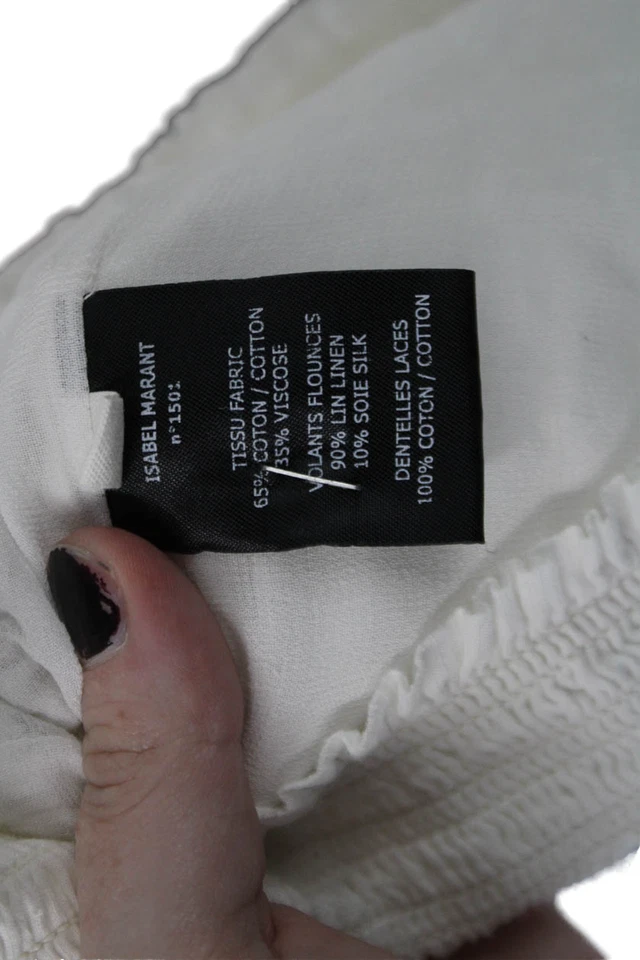 ISABEL MARANT
n°1501
TISSU FABRIC
65% COTON / COTTON
35% VISCOSE
VOLANTS FLOUNCES
90% LIN LINEN
10% SOIE SILK
DENTELLES LACES
100% COTON / COTTON